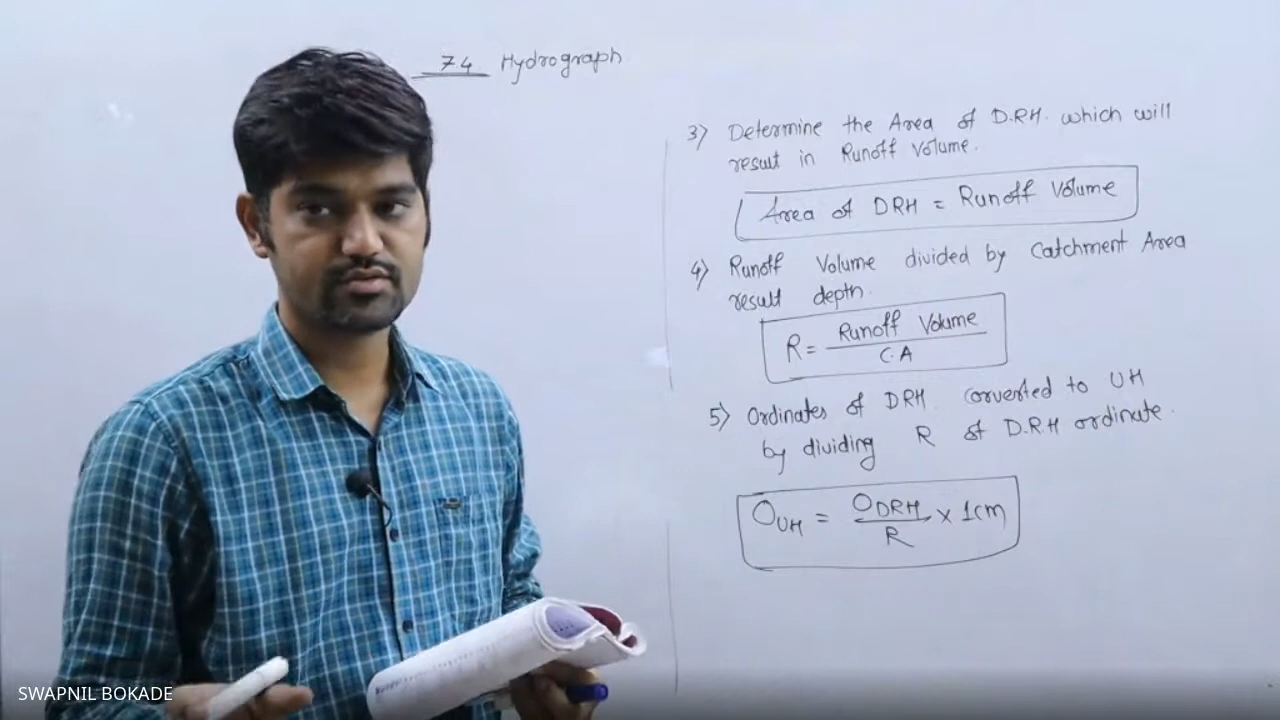 7.4 Hydrograph
3) Determine the Area of D.R.H. which will
result in Runoff Volume.
Area of DRH = Runoff Volume
4) Runoff Volume divided by Catchment Area
result depth.
R = Runoff Volume
C.A
5) Ordinates of DRH converted to UH
by dividing R of D.R.H ordinate.
O_UH = O_DRH / R × 1cm
SWAPNIL BOKADE